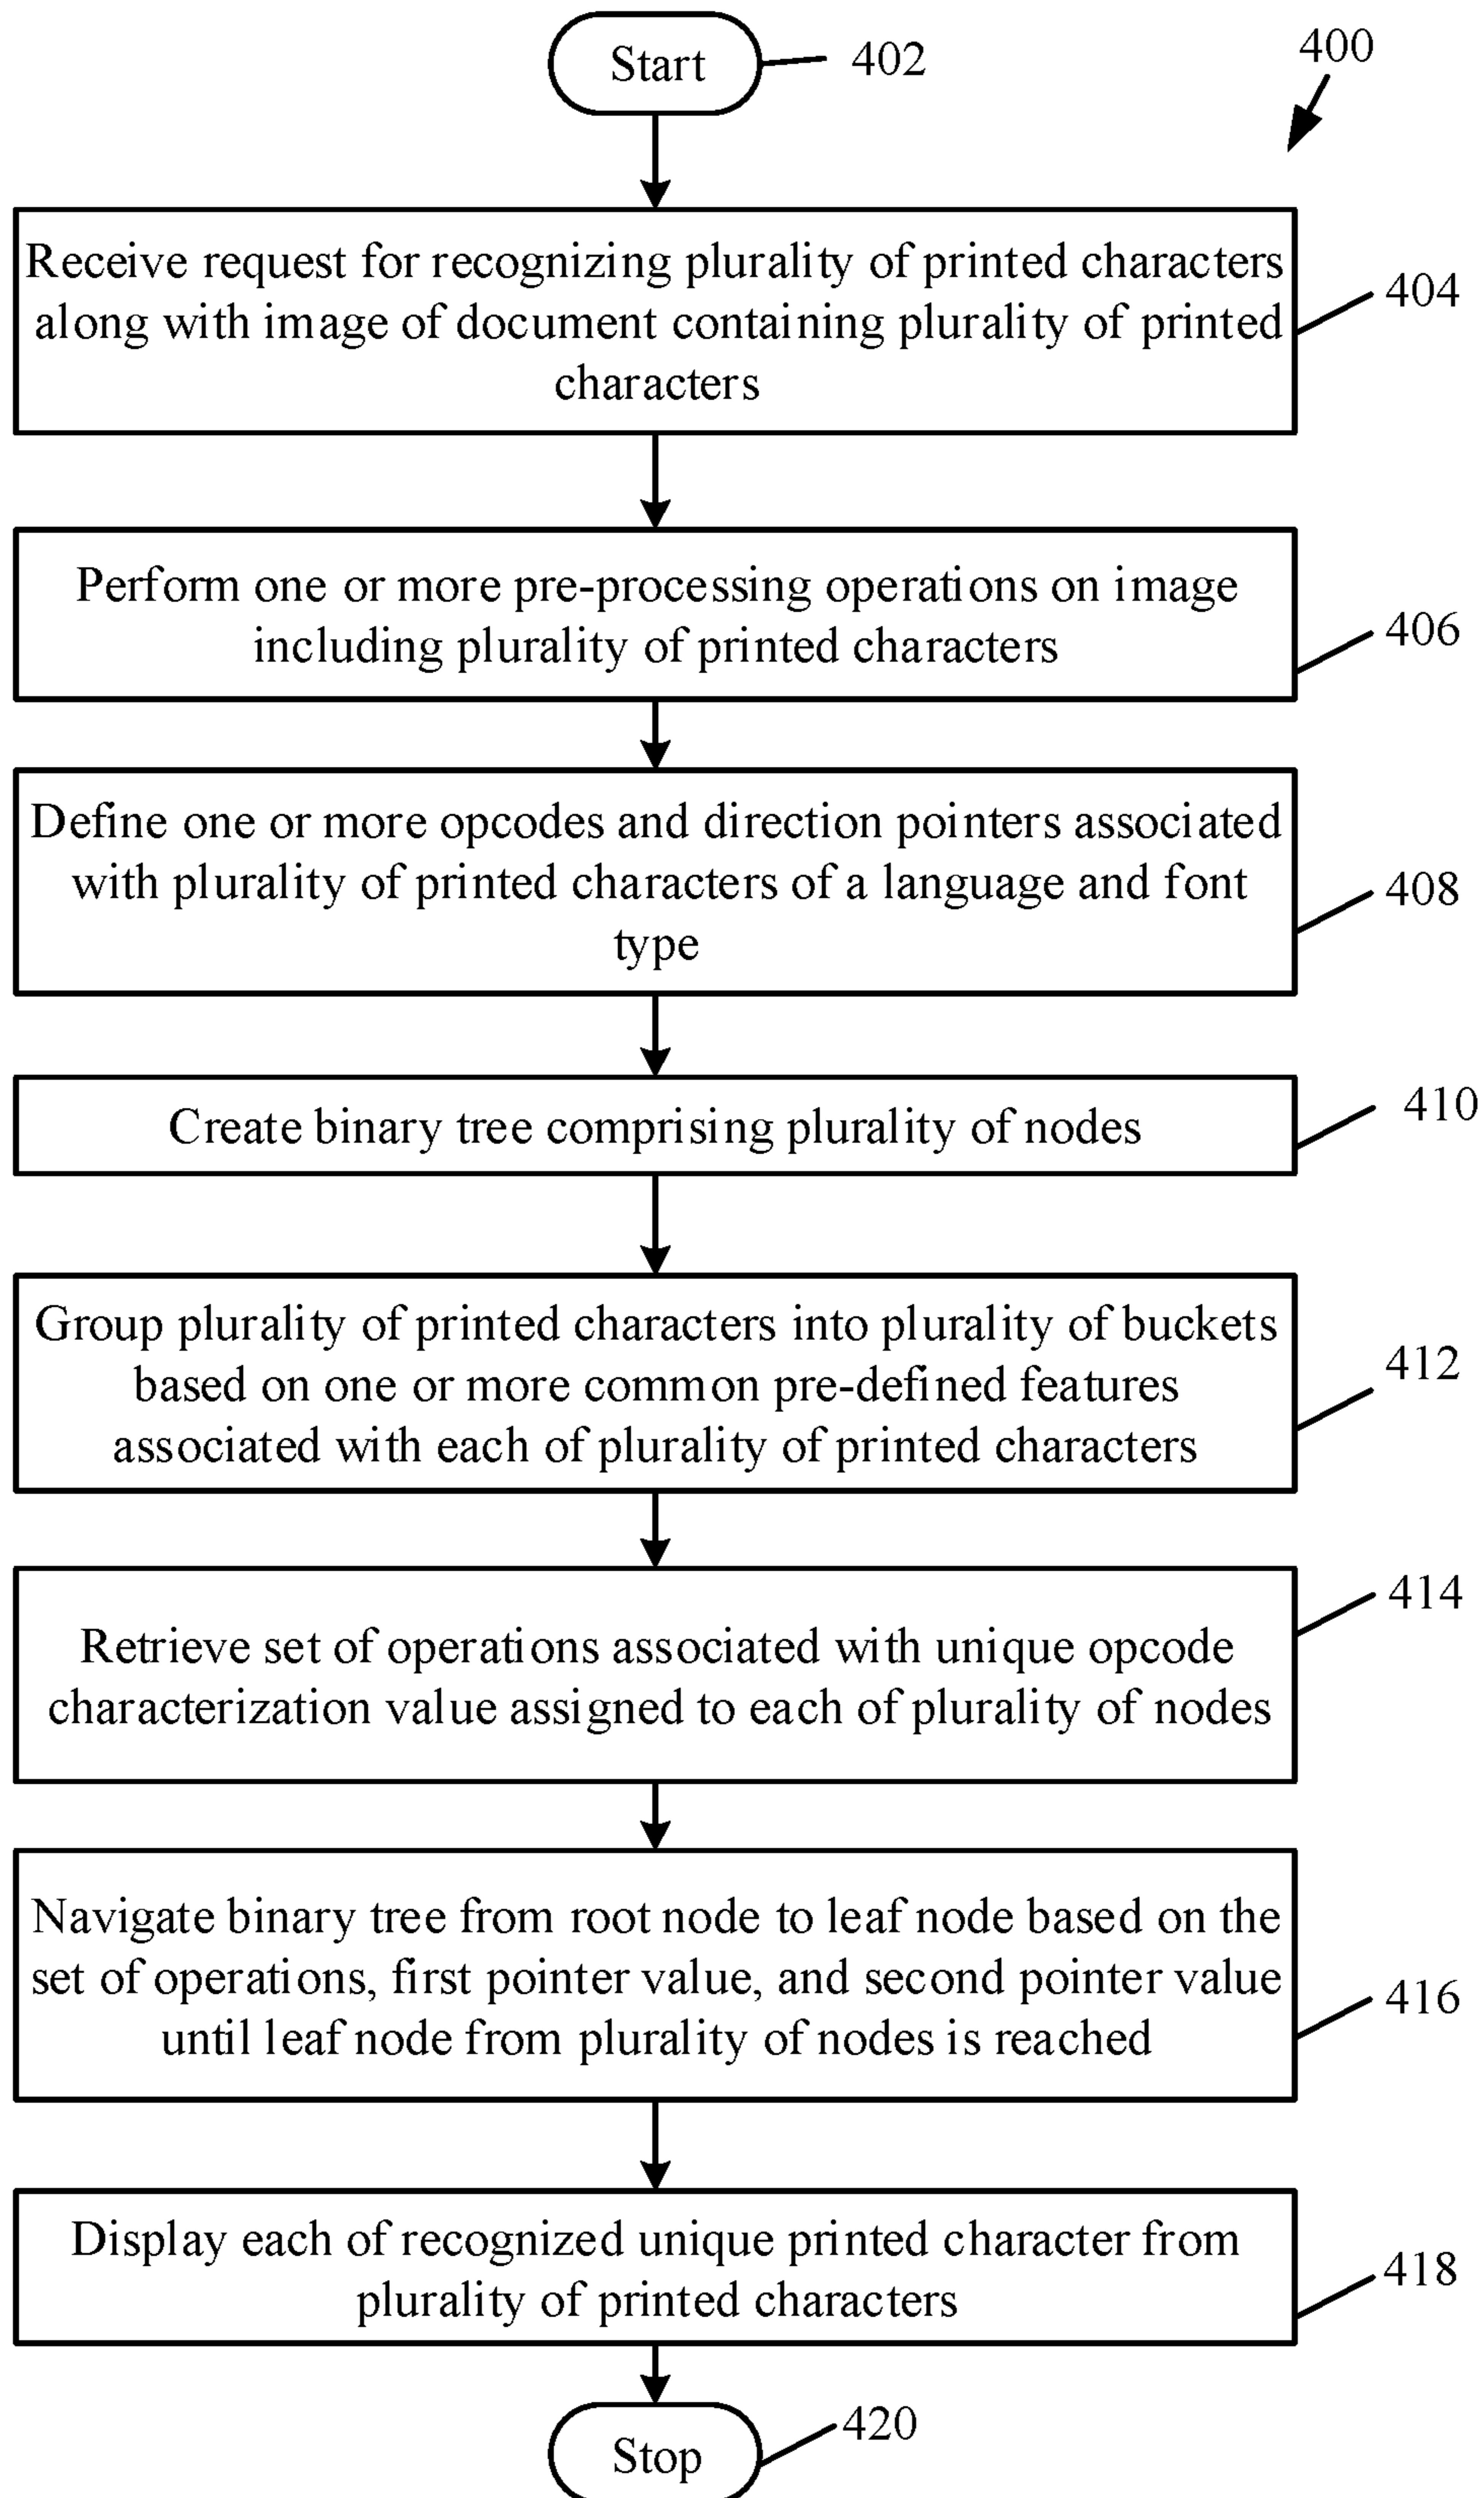 Start
402
400
Receive request for recognizing plurality of printed characters
along with image of document containing plurality of printed
characters
404
Perform one or more pre-processing operations on image
including plurality of printed characters
406
Define one or more opcodes and direction pointers associated
with plurality of printed characters of a language and font
type
408
Create binary tree comprising plurality of nodes
410
Group plurality of printed characters into plurality of buckets
based on one or more common pre-defined features
associated with each of plurality of printed characters
412
Retrieve set of operations associated with unique opcode
characterization value assigned to each of plurality of nodes
414
Navigate binary tree from root node to leaf node based on the
set of operations, first pointer value, and second pointer value
until leaf node from plurality of nodes is reached
416
Display each of recognized unique printed character from
plurality of printed characters
418
Stop
420